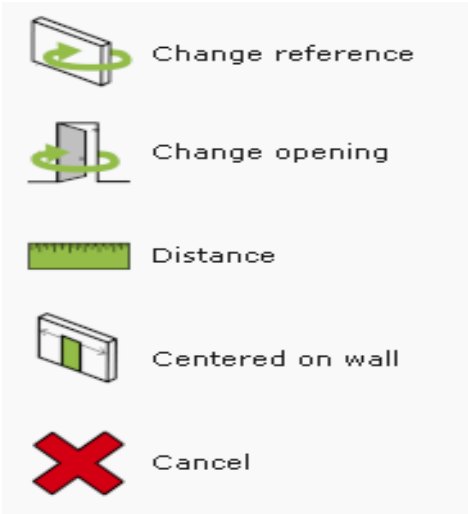 Change reference
Change opening
Distance
Centered on wall
Cancel